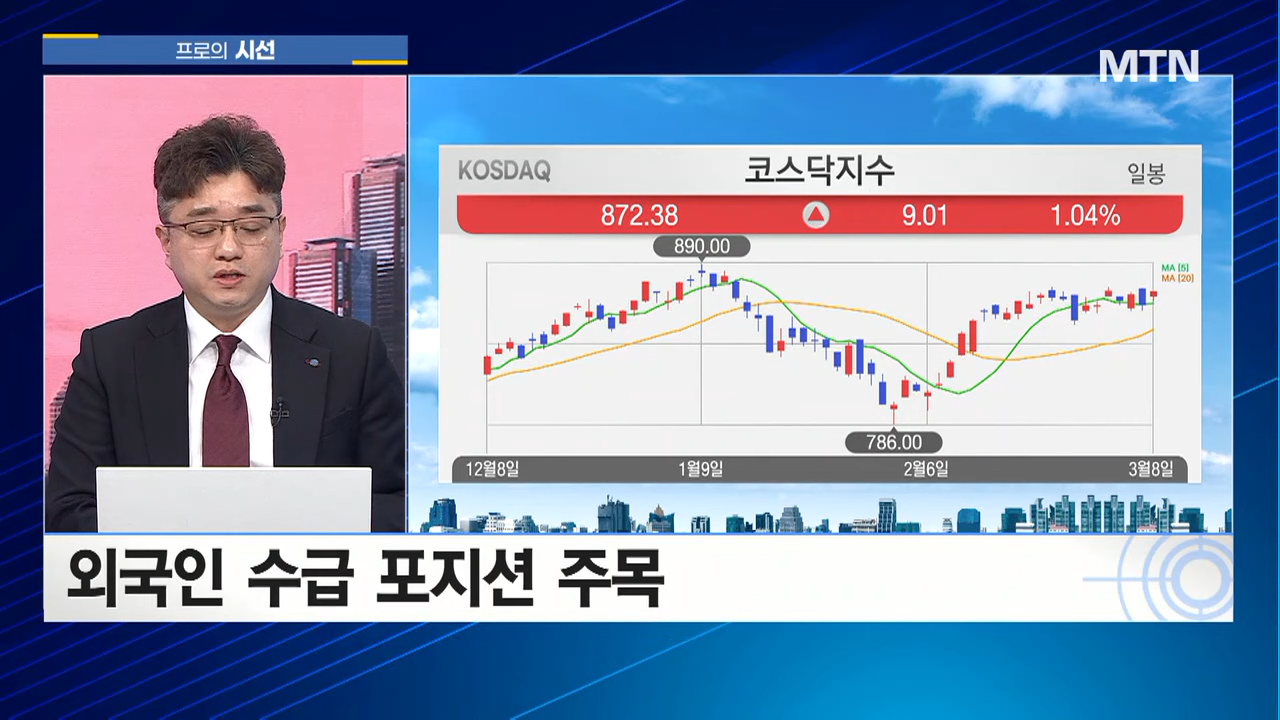 프로의 시선
MTN
KOSDAQ 코스닥지수 일봉
872.38 ▲ 9.01 1.04%
890.00
MA [5]
MA [20]
786.00
12월8일 1월9일 2월6일 3월8일
외국인 수급 포지션 주목